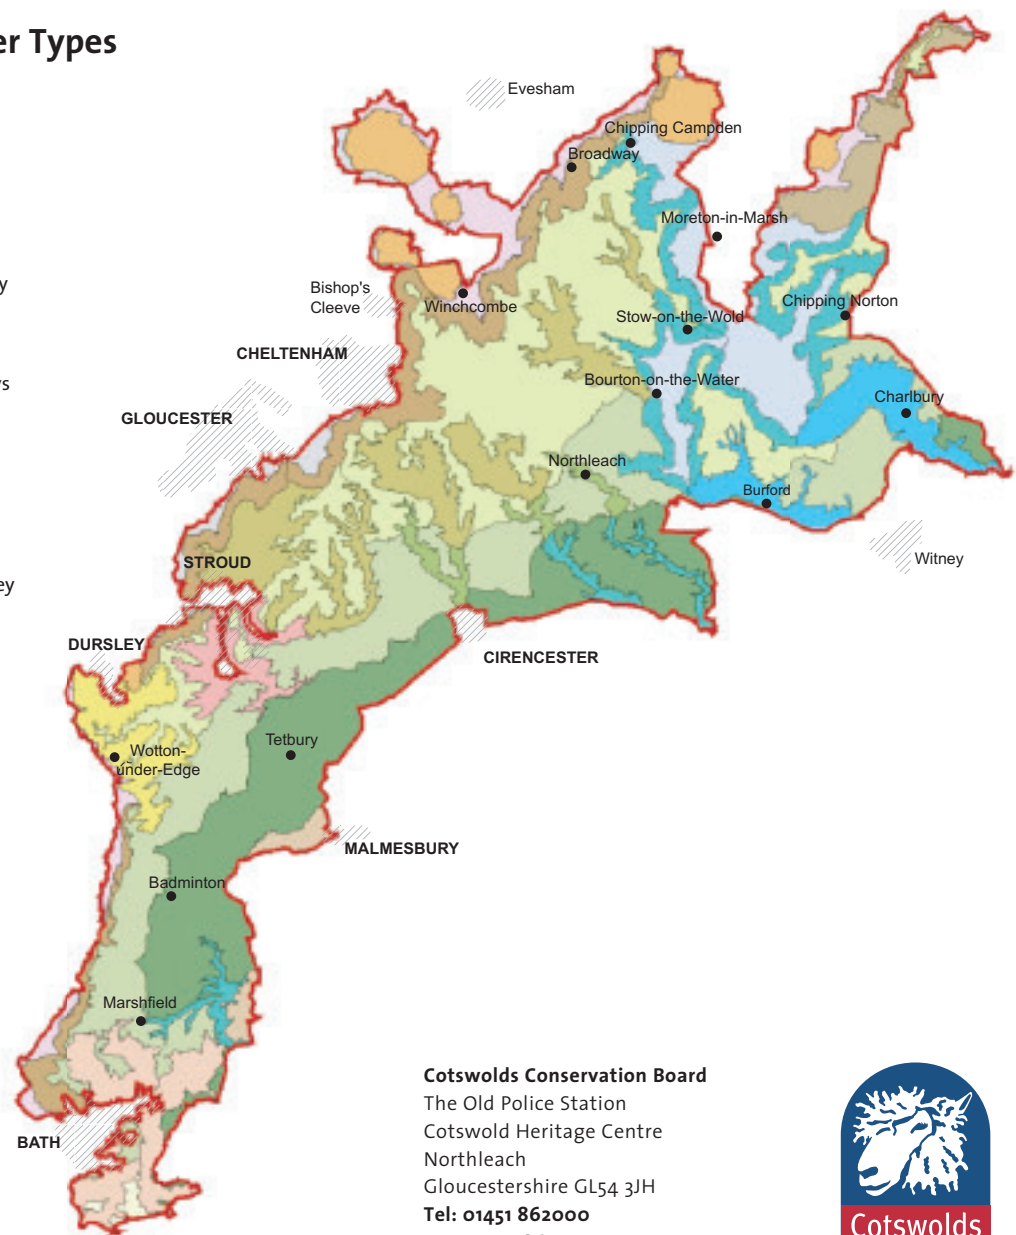 er Types
y
vs
ey
Evesham
Chipping Campden
Broadway
Moreton-in-Marsh
Bishop's
Cleeve
Winchcombe
Chipping Norton
Stow-on-the-Wold
CHELTENHAM
Bourton-on-the-Water
Charlbury
GLOUCESTER
Northleach
Burford
Witney
STROUD
DURSLEY
CIRENCESTER
Tetbury
Wotton-
under-Edge
MALMESBURY
Badminton
Marshfield
BATH
Cotswolds Conservation Board
The Old Police Station
Cotswold Heritage Centre
Northleach
Gloucestershire GL54 3JH
Tel: 01451 862000
Cotswolds